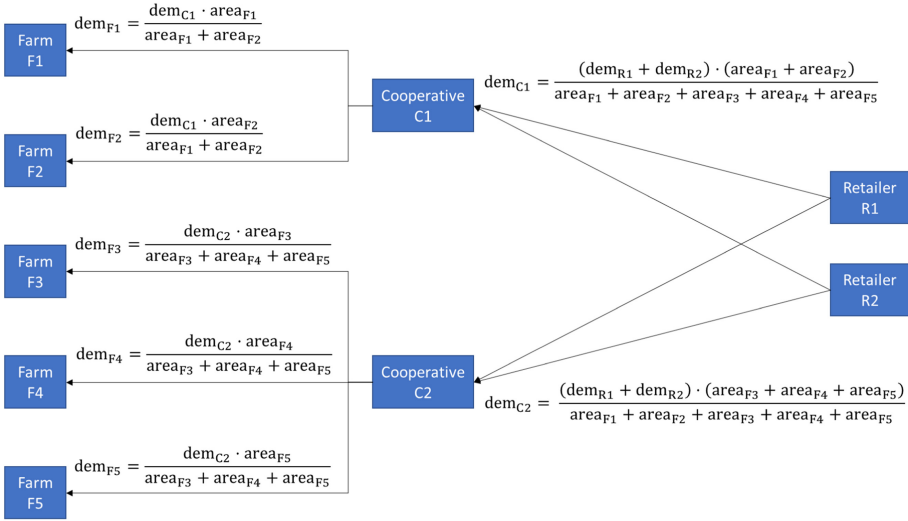 Farm
F1
dem_F1 = (dem_C1 · area_F1) / (area_F1 + area_F2)
Farm
F2
dem_F2 = (dem_C1 · area_F2) / (area_F1 + area_F2)
Cooperative
C1
dem_C1 = ((dem_R1 + dem_R2) · (area_F1 + area_F2)) / (area_F1 + area_F2 + area_F3 + area_F4 + area_F5)
Retailer
R1
Retailer
R2
Farm
F3
dem_F3 = (dem_C2 · area_F3) / (area_F3 + area_F4 + area_F5)
Farm
F4
dem_F4 = (dem_C2 · area_F4) / (area_F3 + area_F4 + area_F5)
Cooperative
C2
dem_C2 = ((dem_R1 + dem_R2) · (area_F3 + area_F4 + area_F5)) / (area_F1 + area_F2 + area_F3 + area_F4 + area_F5)
Farm
F5
dem_F5 = (dem_C2 · area_F5) / (area_F3 + area_F4 + area_F5)